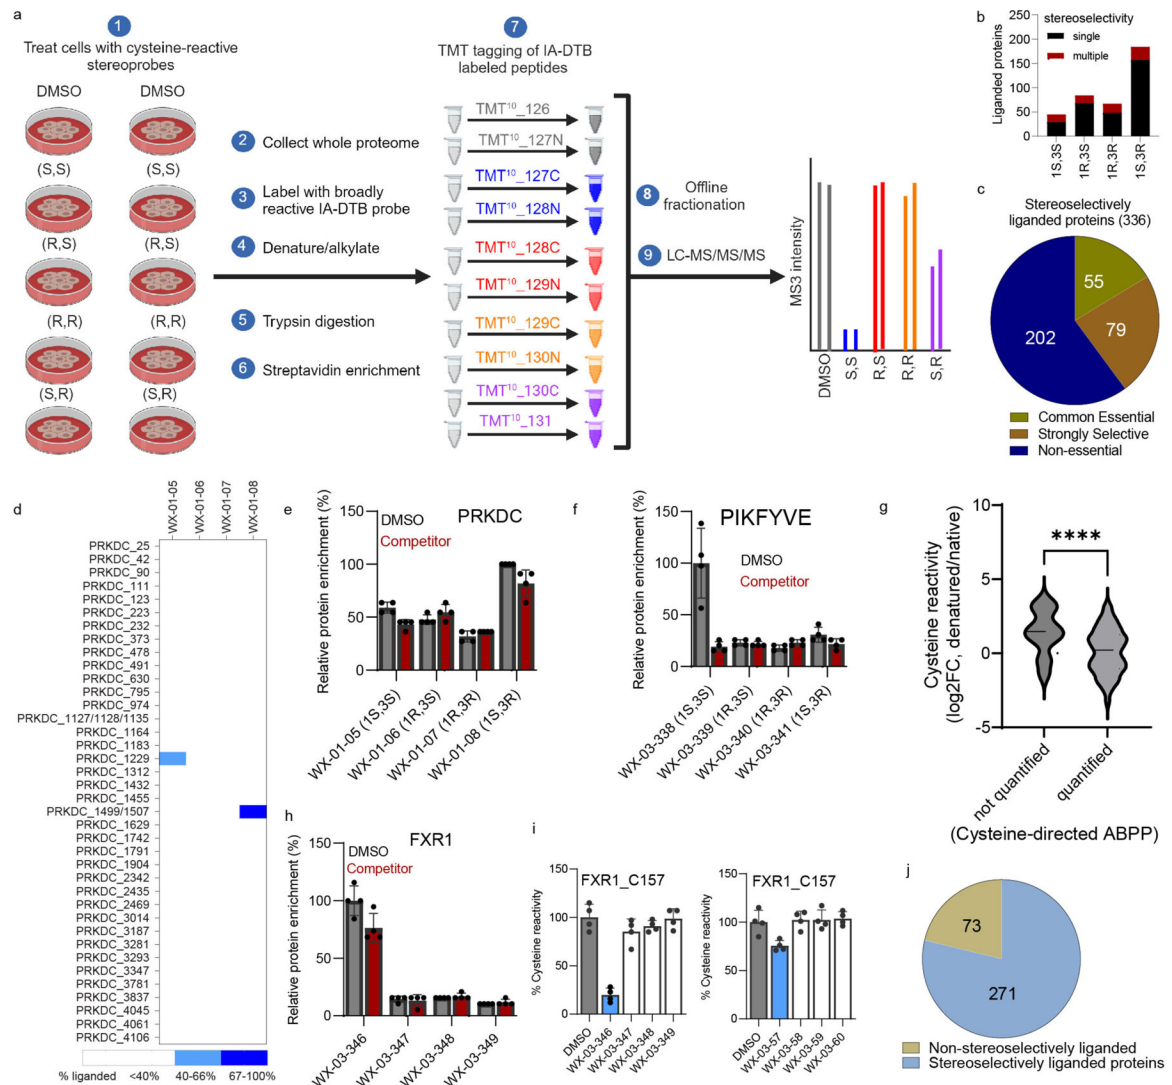 a
1
Treat cells with cysteine-reactive
stereoprobes
DMSO DMSO
(S,S) (S,S)
(R,S) (R,S)
(R,R) (R,R)
(S,R) (S,R)
2 Collect whole proteome
3 Label with broadly
reactive IA-DTB probe
4 Denature/alkylate
5 Trypsin digestion
6 Streptavidin enrichment
7
TMT tagging of IA-DTB
labeled peptides
TMT¹⁰_126
TMT¹⁰_127N
TMT¹⁰_127C
TMT¹⁰_128N
TMT¹⁰_128C
TMT¹⁰_129N
TMT¹⁰_129C
TMT¹⁰_130N
TMT¹⁰_130C
TMT¹⁰_131
8 Offline
fractionation
9 LC-MS/MS/MS
MS3 intensity
DMSO
S,S
R,S
R,R
S,R
b
stereoselectivity
single
multiple
Liganded proteins
250
200
150
100
50
0
1S,3S
1R,3S
1R,3R
1S,3R
c
Stereoselectively
liganded proteins (336)
55
79
202
Common Essential
Strongly Selective
Non-essential
d
WX-01-05
WX-01-06
WX-01-07
WX-01-08
PRKDC_25
PRKDC_42
PRKDC_90
PRKDC_111
PRKDC_123
PRKDC_223
PRKDC_232
PRKDC_373
PRKDC_478
PRKDC_491
PRKDC_630
PRKDC_795
PRKDC_974
PRKDC_1127/1128/1135
PRKDC_1164
PRKDC_1183
PRKDC_1229
PRKDC_1312
PRKDC_1432
PRKDC_1455
PRKDC_1499/1507
PRKDC_1629
PRKDC_1742
PRKDC_1791
PRKDC_1904
PRKDC_2342
PRKDC_2435
PRKDC_2469
PRKDC_3014
PRKDC_3187
PRKDC_3281
PRKDC_3293
PRKDC_3347
PRKDC_3781
PRKDC_3837
PRKDC_4045
PRKDC_4061
PRKDC_4106
% liganded <40% 40-66% 67-100%
e
PRKDC
DMSO
Competitor
Relative protein enrichment (%)
150
100
50
0
WX-01-05 (1S,3S)
WX-01-06 (1R,3S)
WX-01-07 (1R,3R)
WX-01-08 (1S,3R)
f
PIKFYVE
DMSO
Competitor
Relative protein enrichment (%)
150
100
50
0
WX-03-338 (1S,3S)
WX-03-339 (1R,3S)
WX-03-340 (1R,3R)
WX-03-341 (1S,3R)
g
Cysteine reactivity
(log2FC, denatured/native)
10
5
0
-5
****
not quantified
quantified
(Cysteine-directed ABPP)
h
FXR1
DMSO
Competitor
Relative protein enrichment (%)
150
100
50
0
WX-03-346
WX-03-347
WX-03-348
WX-03-349
i
FXR1_C157
% Cysteine reactivity
150
100
50
0
DMSO
WX-03-346
WX-03-347
WX-03-348
WX-03-349
FXR1_C157
% Cysteine reactivity
150
100
50
0
DMSO
WX-03-57
WX-03-58
WX-03-59
WX-03-60
j
73
271
Non-stereoselectively liganded
Stereoselectively liganded proteins